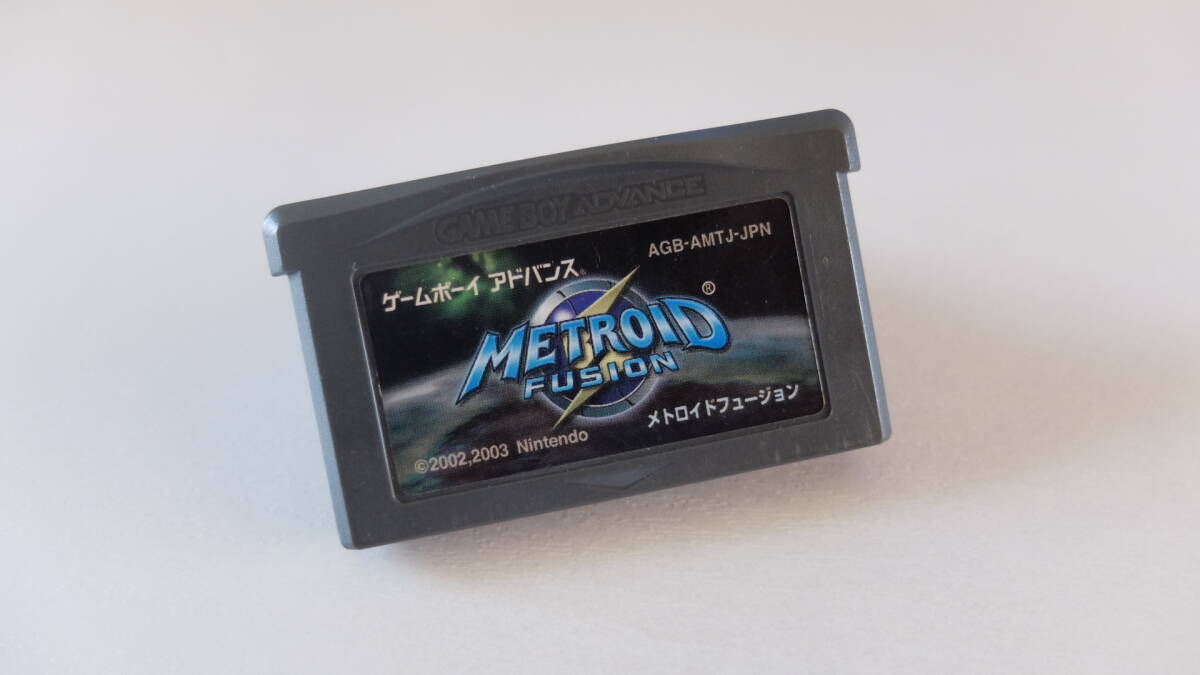 GAME BOY ADVANCE
AGB-AMTJ-JPN
ゲームボーイ アドバンス®
METROID®
FUSION
メトロイドフュージョン
©2002,2003 Nintendo